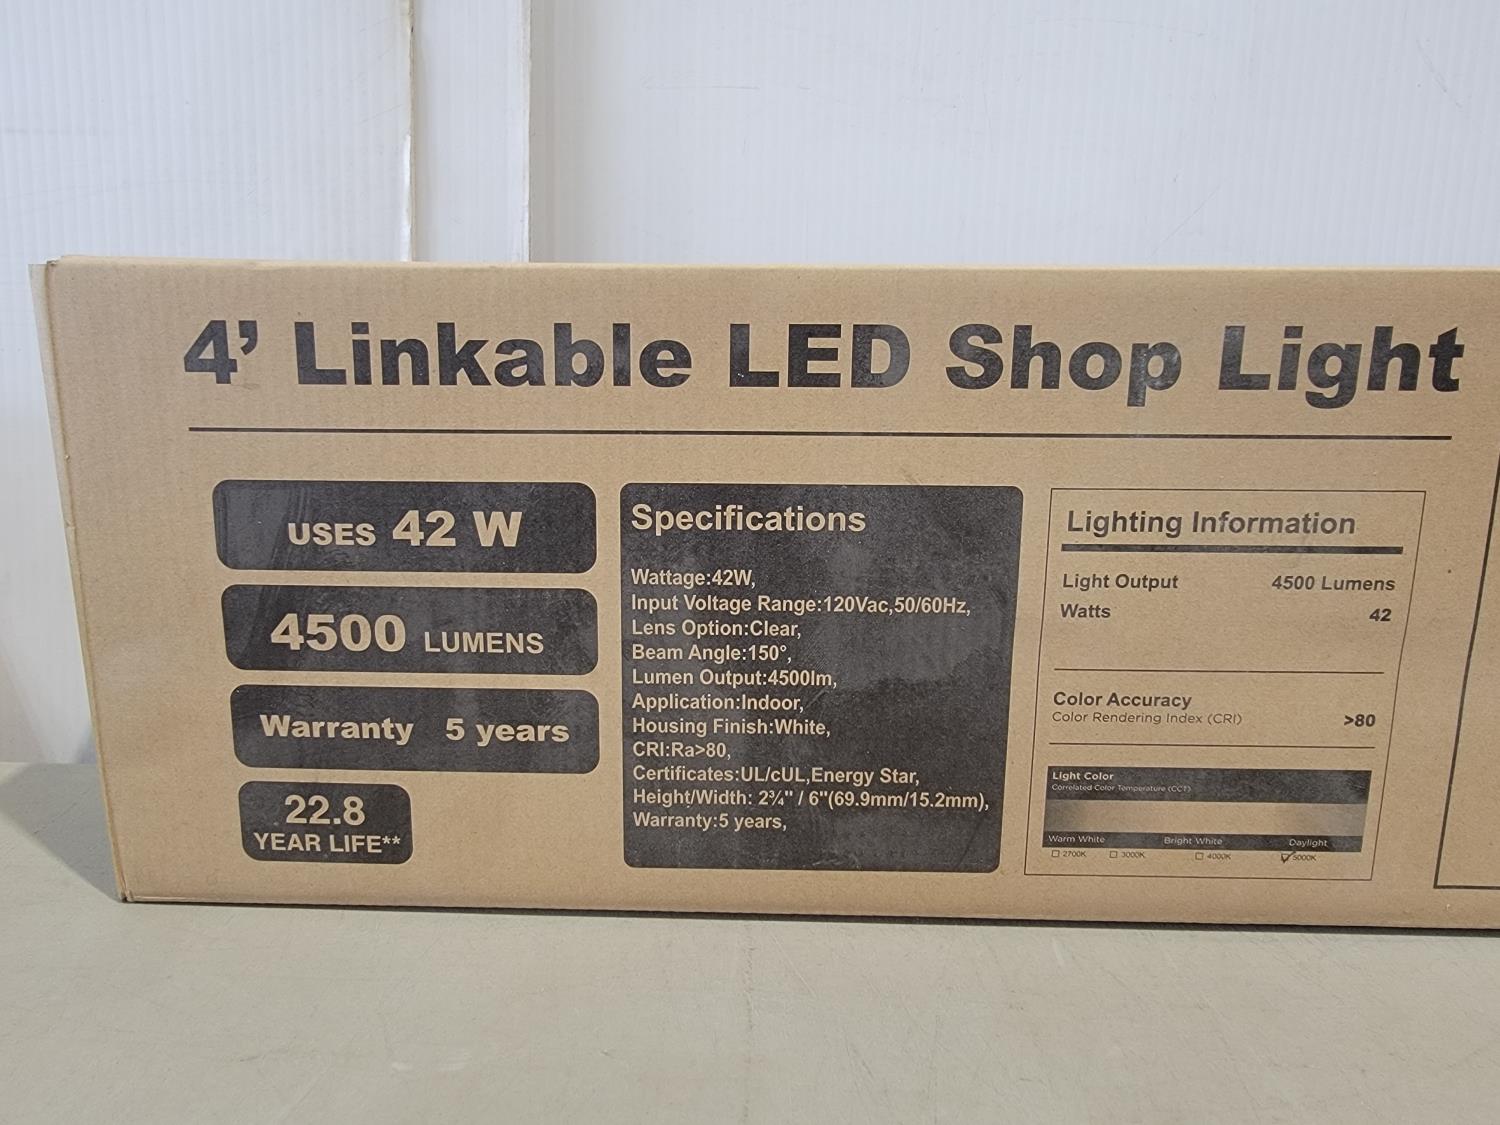 4' Linkable LED Shop Light
USES 42 W
4500 LUMENS
Warranty 5 years
22.8
YEAR LIFE**
Specifications
Wattage:42W,
Input Voltage Range:120Vac,50/60Hz,
Lens Option:Clear,
Beam Angle:150°,
Lumen Output:4500lm,
Application:Indoor,
Housing Finish:White,
CRI:Ra>80,
Certificates:UL/cUL,Energy Star,
Height/Width: 2¾" / 6"(69.9mm/15.2mm),
Warranty:5 years,
Lighting Information
Light Output 4500 Lumens
Watts 42
Color Accuracy
Color Rendering Index (CRI) >80
Light Color
Correlated Color Temperature (CCT)
Warm White Bright White Daylight
2700K 3000K 4000K 5000K